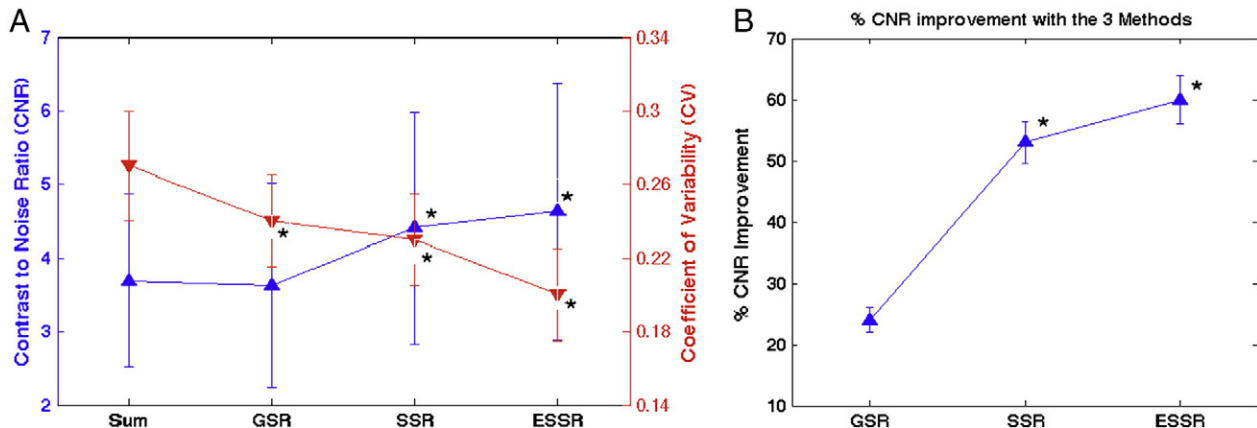 A
Contrast to Noise Ratio (CNR)
7
6
5
4
3
2
Sum
GSR
SSR
ESSR
0.34
0.3
0.26
0.22
0.18
0.14
Coefficient of Variability (CV)
*
*
*
*
*
B
% CNR improvement with the 3 Methods
% CNR Improvement
70
60
50
40
30
20
10
GSR
SSR
ESSR
*
*